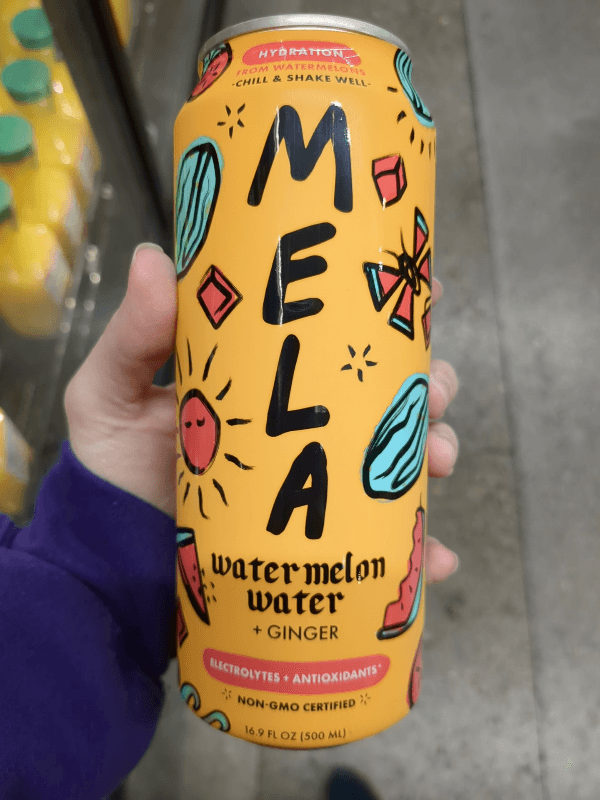 HYDRATION
FROM WATERMELONS
-CHILL & SHAKE WELL-
MELA
watermelon
water
+ GINGER
ELECTROLYTES + ANTIOXIDANTS*
NON-GMO CERTIFIED
16.9 FL OZ (500 ML)